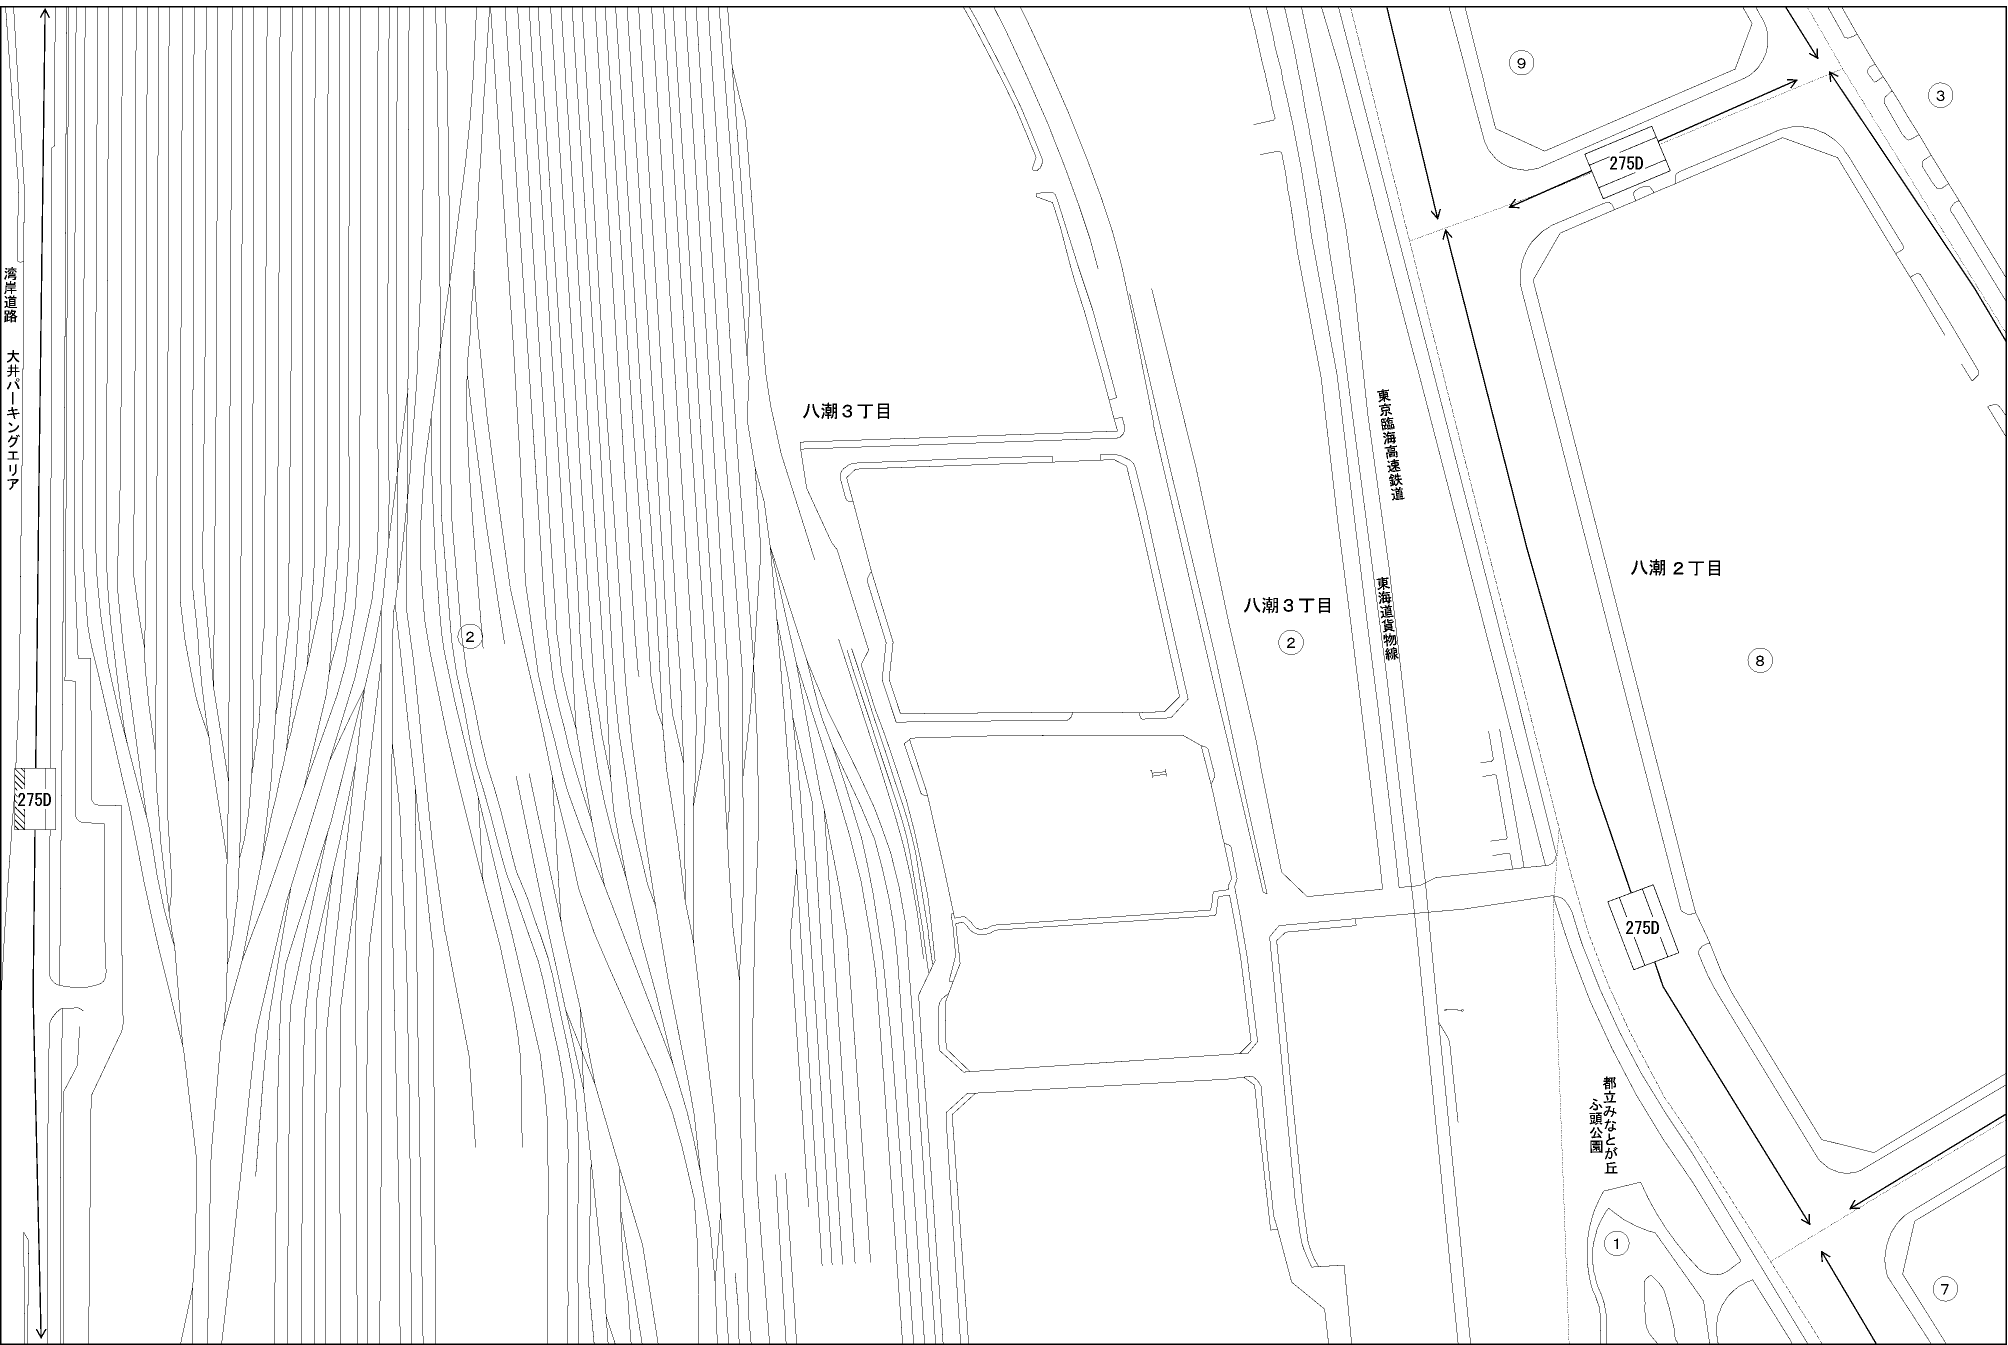 ⑨
③
275D
湾岸道路
大井パーキングエリア
八潮3丁目
東京臨海高速鉄道
八潮2丁目
東海道貨物線
八潮3丁目
②
②
⑧
275D
275D
都立みなとが丘
ふ頭公園
①
⑦